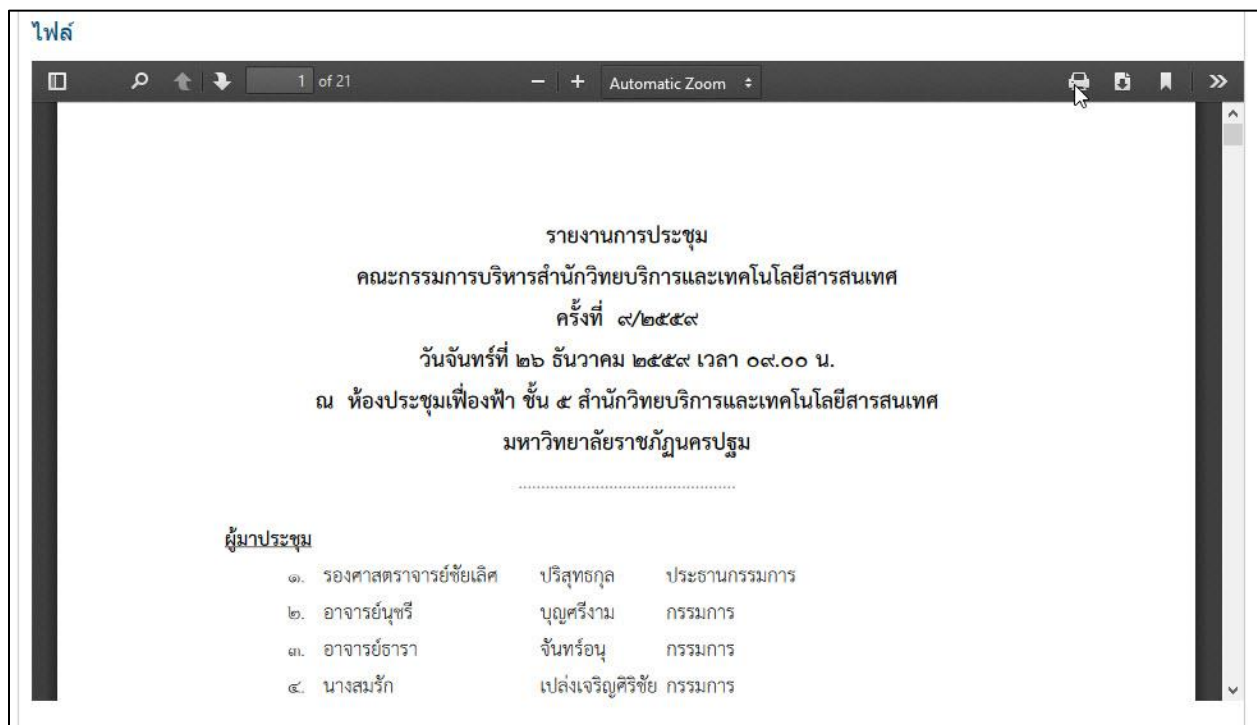 ไฟล์
1 of 21
Automatic Zoom
รายงานการประชุม
คณะกรรมการบริหารสำนักวิทยบริการและเทคโนโลยีสารสนเทศ
ครั้งที่ ๙/๒๕๕๙
วันจันทร์ที่ ๒๖ ธันวาคม ๒๕๕๙ เวลา ๐๙.๐๐ น.
ณ ห้องประชุมเฟื่องฟ้า ชั้น ๕ สำนักวิทยบริการและเทคโนโลยีสารสนเทศ
มหาวิทยาลัยราชภัฏนครปฐม
ผู้มาประชุม
๑. รองศาสตราจารย์ชัยเลิศ ปริสุทธกุล ประธานกรรมการ
๒. อาจารย์นุชรี บุญศรีงาม กรรมการ
๓. อาจารย์ธารา จันทร์อนุ กรรมการ
๔. นางสมรัก เปล่งเจริญศิริชัย กรรมการ